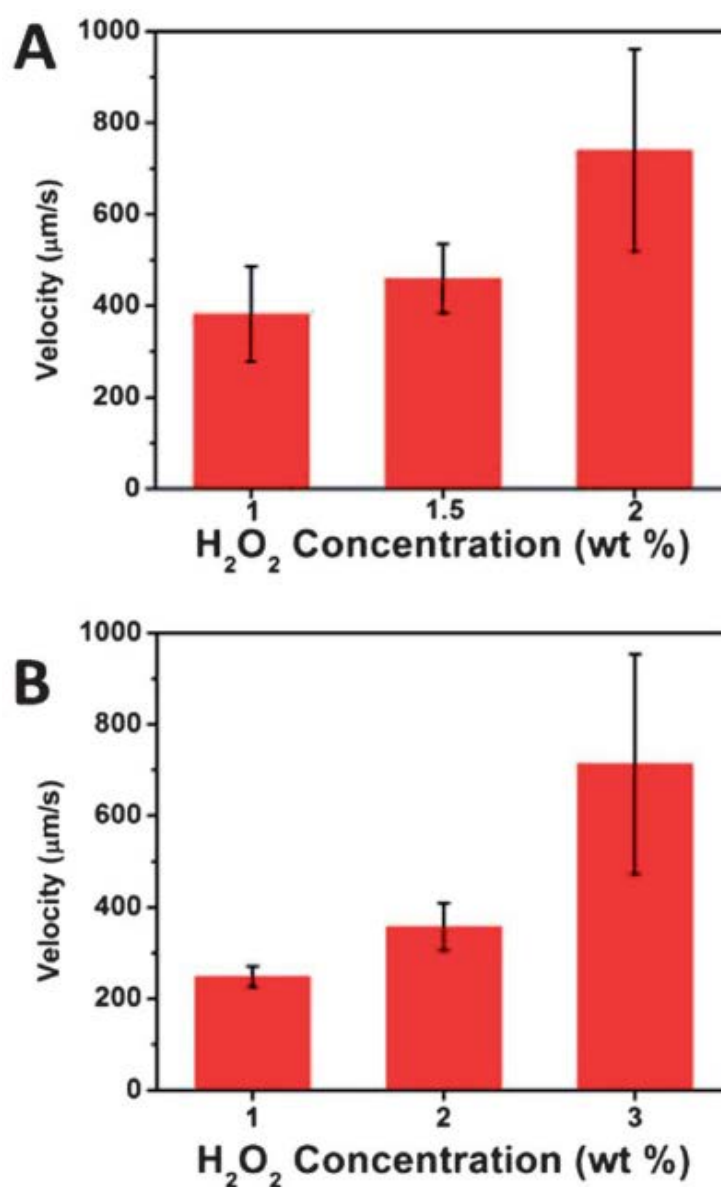 A
1000
800
600
400
200
0
Velocity (μm/s)
1 1.5 2
H₂O₂ Concentration (wt %)
B
1000
800
600
400
200
0
Velocity (μm/s)
1 2 3
H₂O₂ Concentration (wt %)